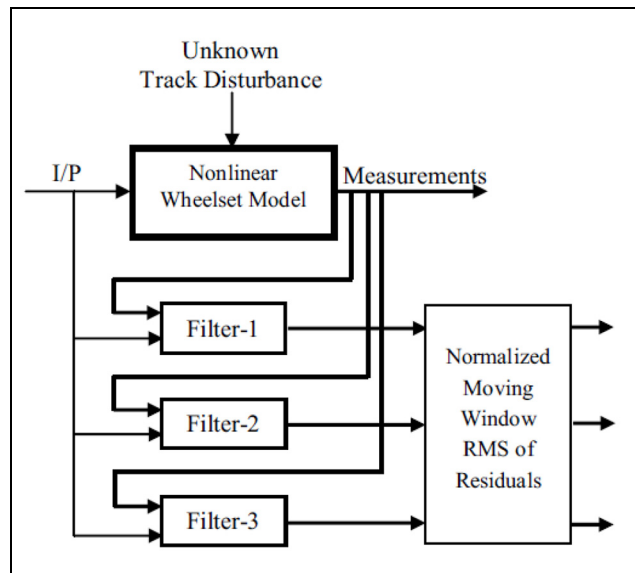 Unknown
Track Disturbance
I/P
Nonlinear
Wheelset Model
Measurements
Filter-1
Filter-2
Filter-3
Normalized
Moving
Window
RMS of
Residuals